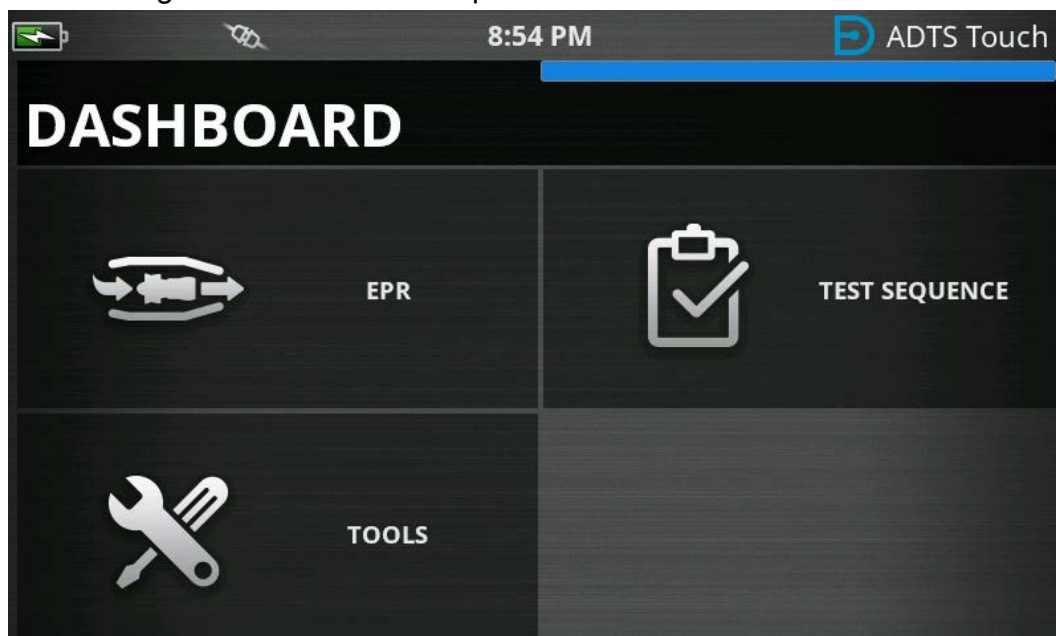 8:54 PM
ADTS Touch
DASHBOARD
EPR
TEST SEQUENCE
TOOLS